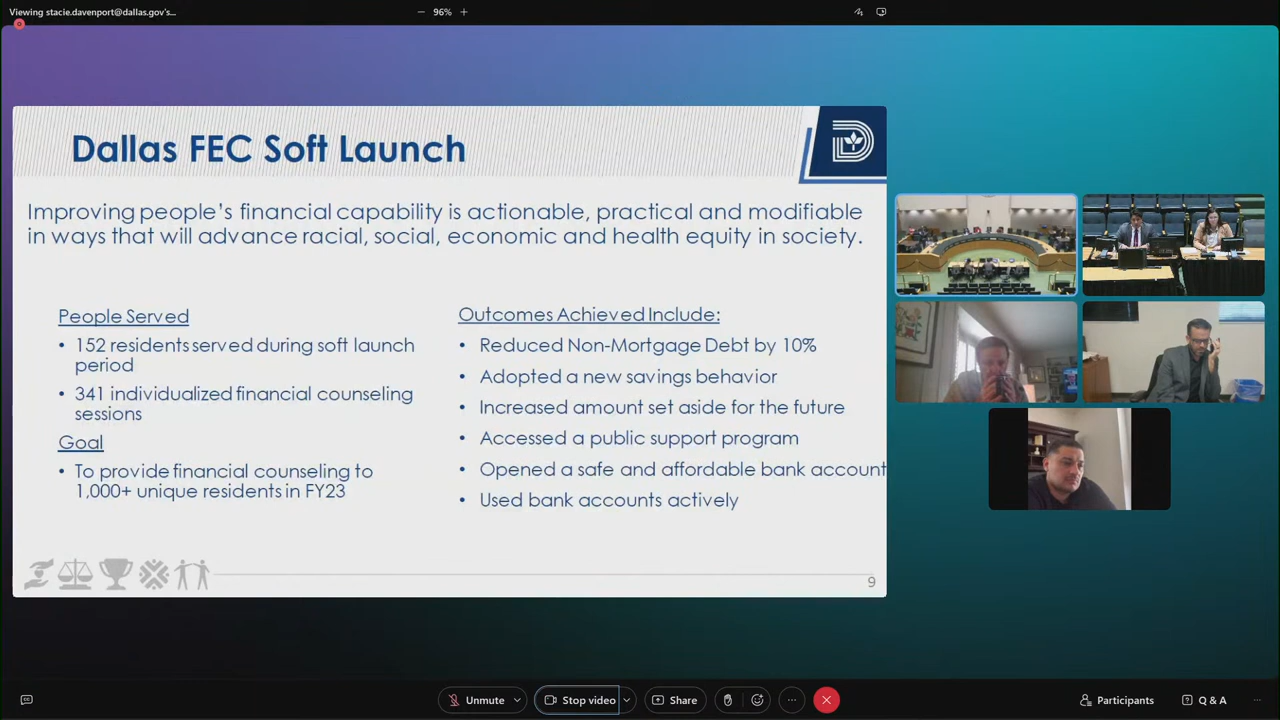 Viewing stacie.davenport@dallas.gov's...
96%
Dallas FEC Soft Launch
Improving people's financial capability is actionable, practical and modifiable
in ways that will advance racial, social, economic and health equity in society.
People Served
• 152 residents served during soft launch
period
• 341 individualized financial counseling
sessions
Goal
• To provide financial counseling to
1,000+ unique residents in FY23
Outcomes Achieved Include:
• Reduced Non-Mortgage Debt by 10%
• Adopted a new savings behavior
• Increased amount set aside for the future
• Accessed a public support program
• Opened a safe and affordable bank account
• Used bank accounts actively
9
Unmute
Stop video
Share
Participants
Q & A